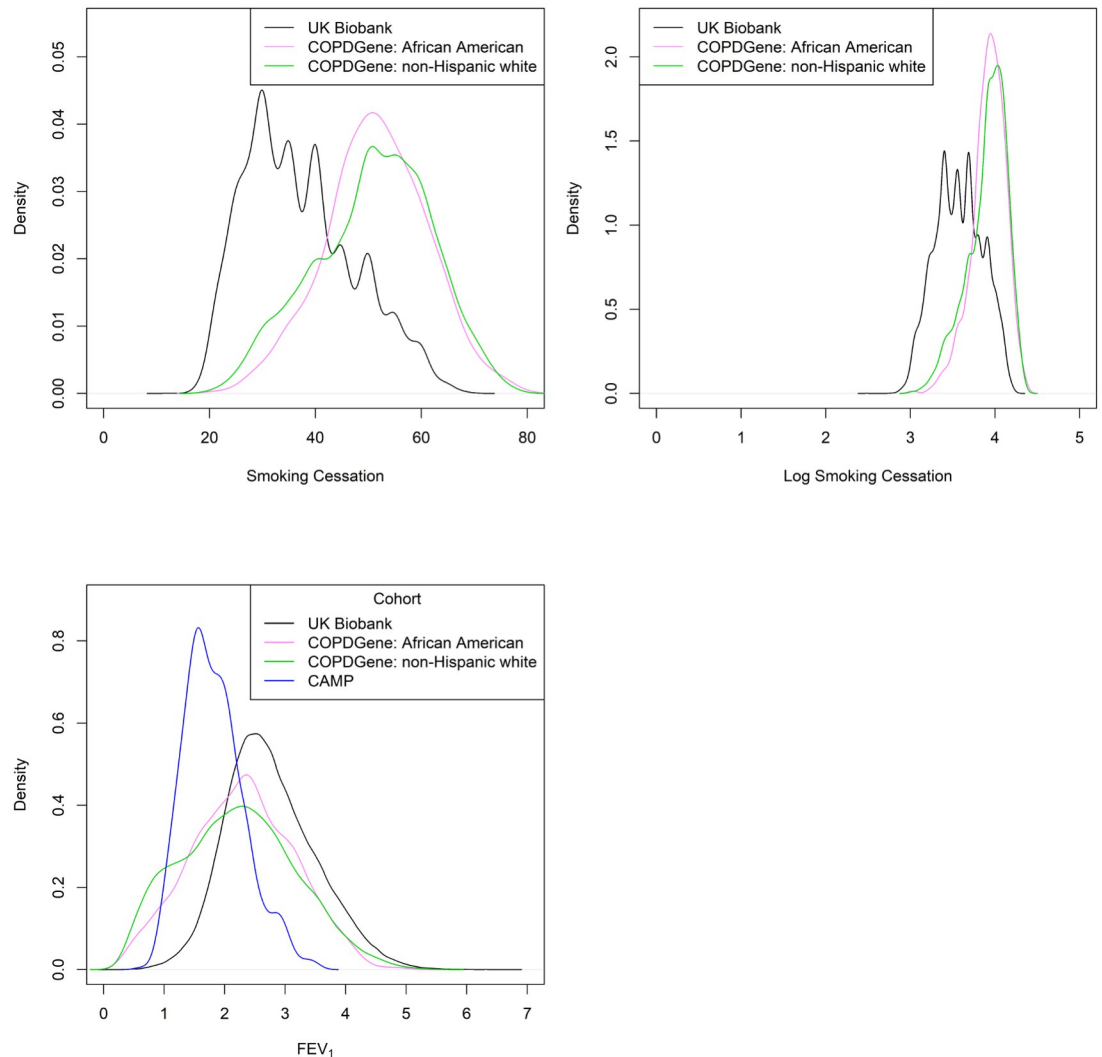 UK Biobank
COPDGene: African American
COPDGene: non-Hispanic white
0.05
0.04
0.03
0.02
0.01
0.00
Density
0 20 40 60 80
Smoking Cessation
UK Biobank
COPDGene: African American
COPDGene: non-Hispanic white
2.0
1.5
1.0
0.5
0.0
Density
0 1 2 3 4 5
Log Smoking Cessation
Cohort
UK Biobank
COPDGene: African American
COPDGene: non-Hispanic white
CAMP
0.8
0.6
0.4
0.2
0.0
Density
0 1 2 3 4 5 6 7
FEV₁